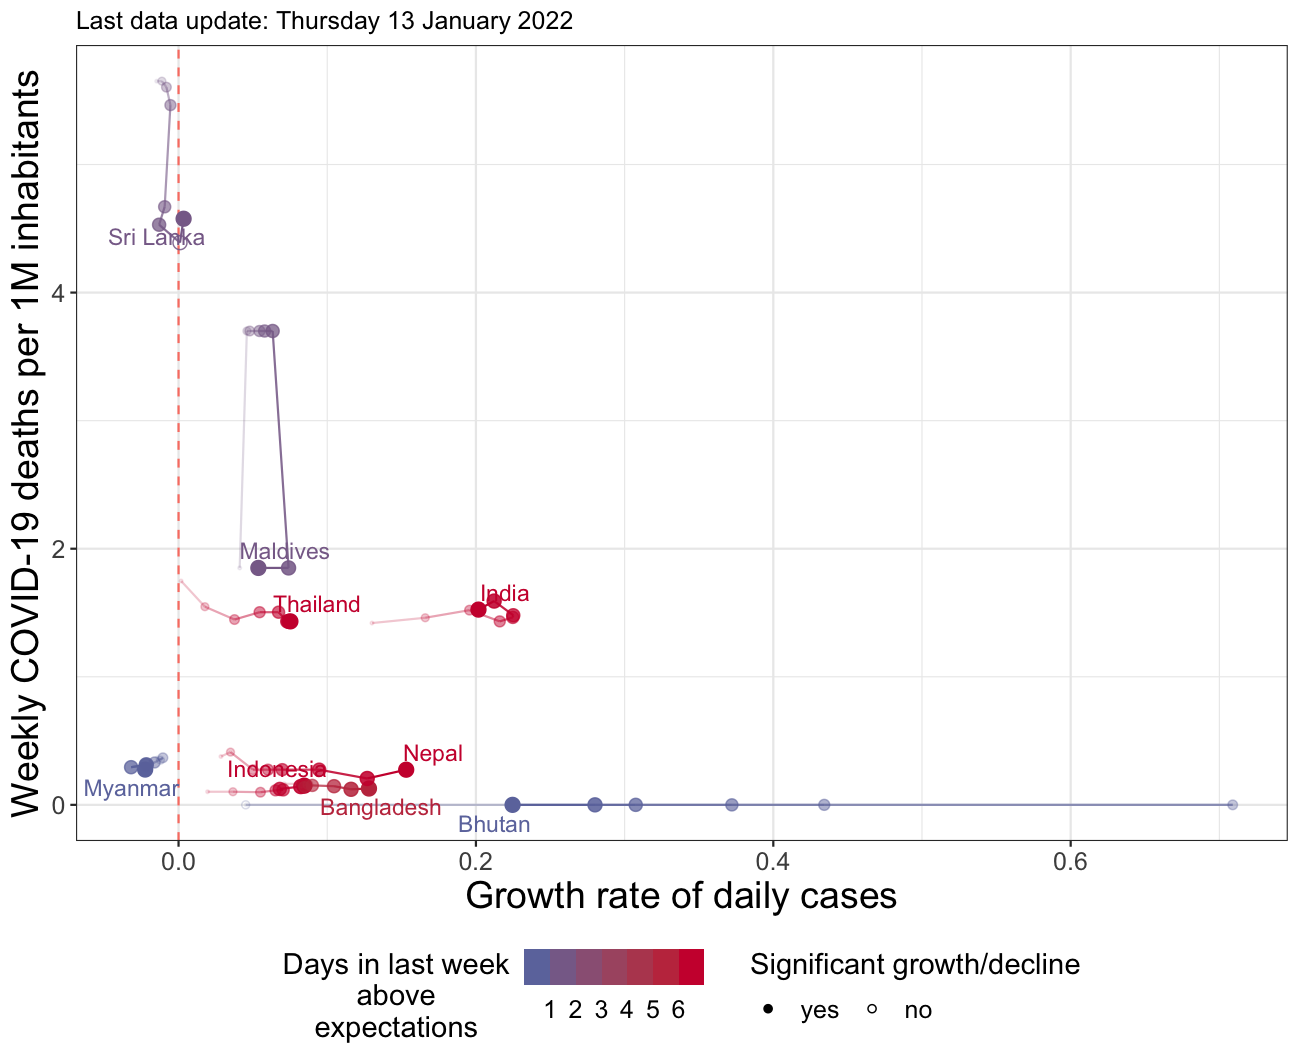 Last data update: Thursday 13 January 2022
Weekly COVID-19 deaths per 1M inhabitants
4
2
0
Sri Lanka
Maldives
Thailand
India
Nepal
Indonesia
Myanmar
Bangladesh
Bhutan
0.0 0.2 0.4 0.6
Growth rate of daily cases
Days in last week
above
expectations
1 2 3 4 5 6
Significant growth/decline
yes no